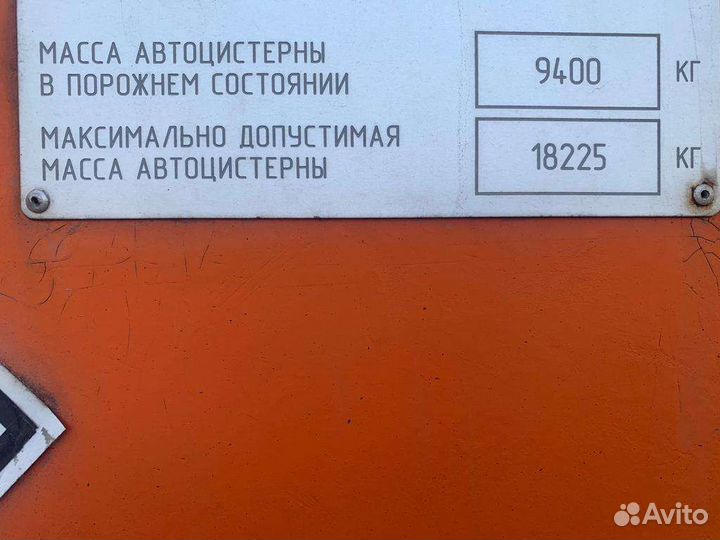 МАССА АВТОЦИСТЕРНЫ
В ПОРОЖНЕМ СОСТОЯНИИ
9400 КГ
МАКСИМАЛЬНО ДОПУСТИМАЯ
МАССА АВТОЦИСТЕРНЫ
18225 КГ
Avito